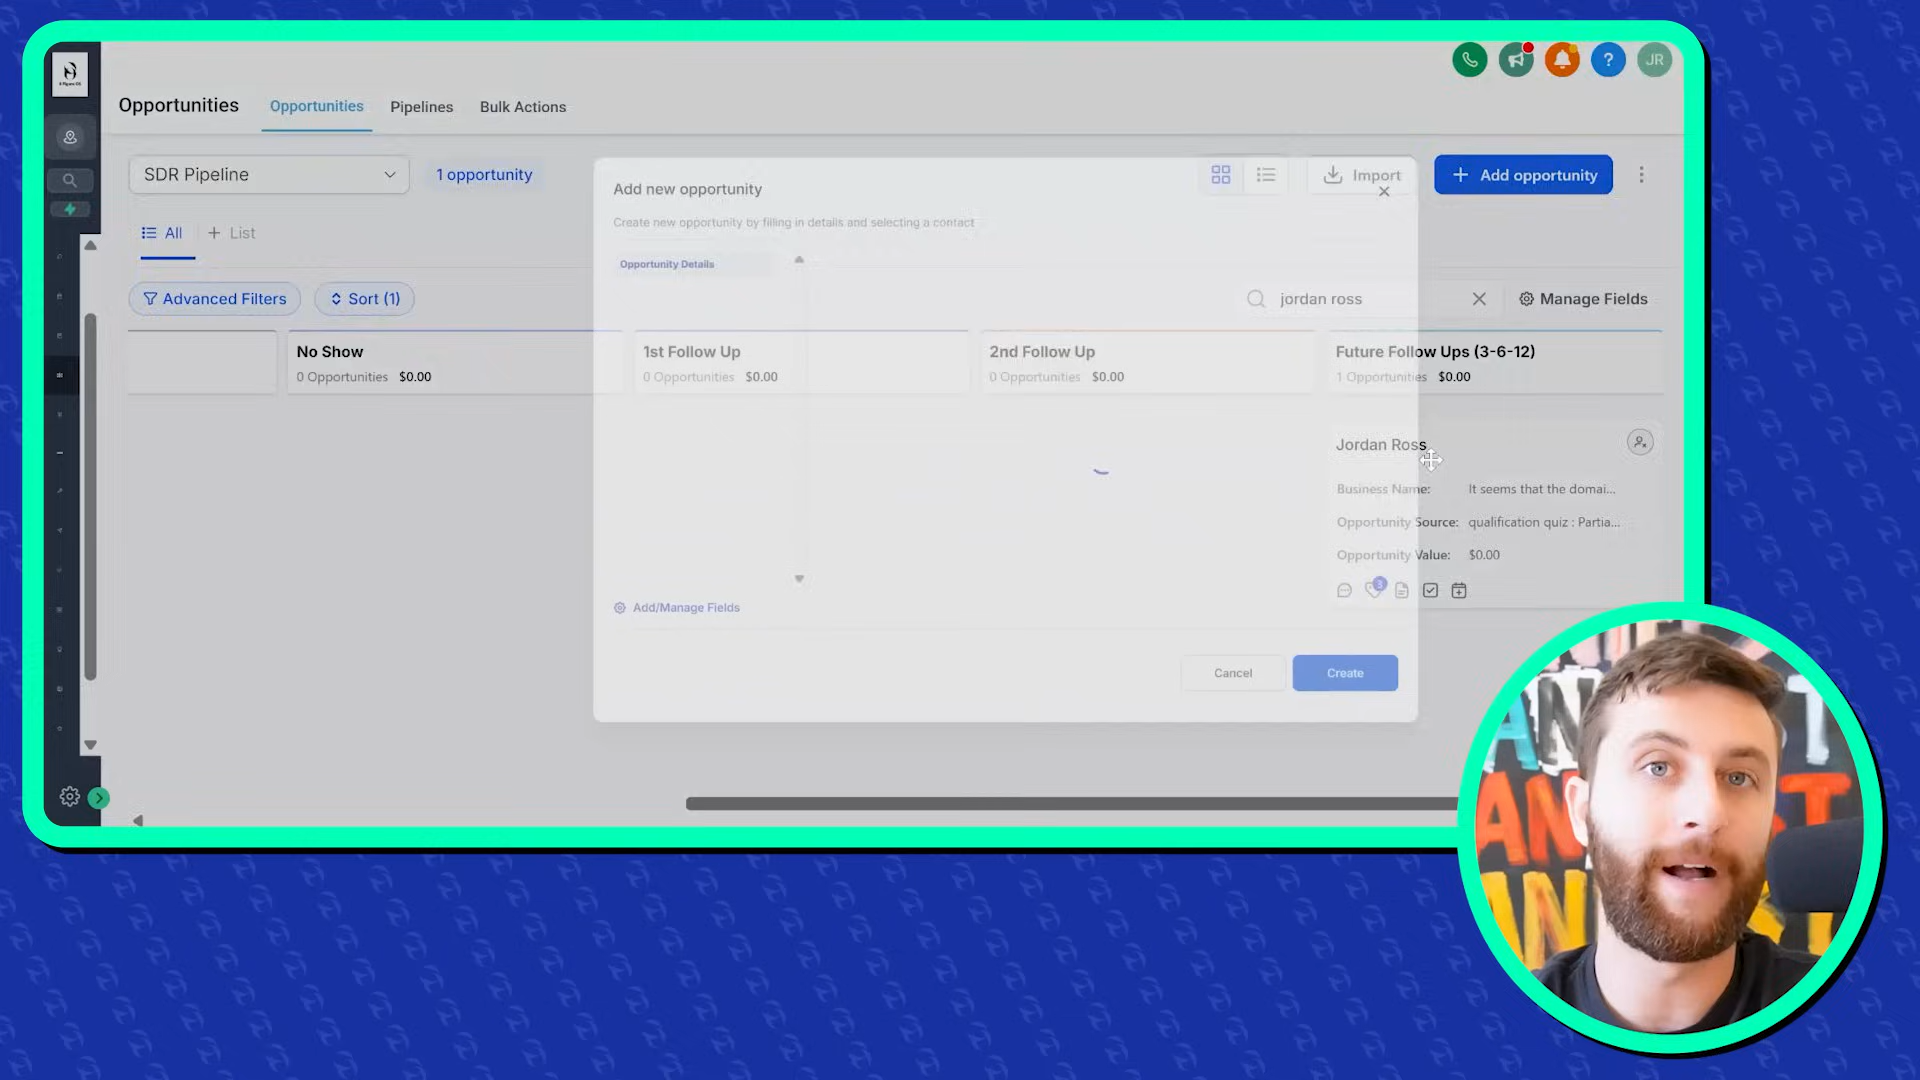 JR
Opportunities
Opportunities
Pipelines
Bulk Actions
SDR Pipeline
1 opportunity
Import
+ Add opportunity
Add new opportunity
Create new opportunity by filling in details and selecting a contact
All
+ List
Opportunity Details
Advanced Filters
Sort (1)
jordan ross
Manage Fields
No Show
0 Opportunities $0.00
1st Follow Up
0 Opportunities $0.00
2nd Follow Up
0 Opportunities $0.00
Future Follow Ups (3-6-12)
1 Opportunities $0.00
Jordan Ross
Business Name: It seems that the domai...
Opportunity Source: qualification quiz : Partia...
Opportunity Value: $0.00
3
Add/Manage Fields
Cancel
Create